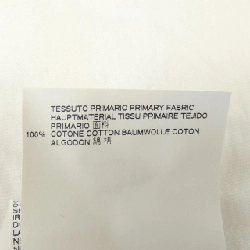 TESSUTO PRIMARIO PRIMARY FABRIC
HAUPTMATERIAL TISSU PRIMAIRE TEJIDO
PRIMARIO
100% COTONE COTTON BAUMWOLLE COTON
ALGODON